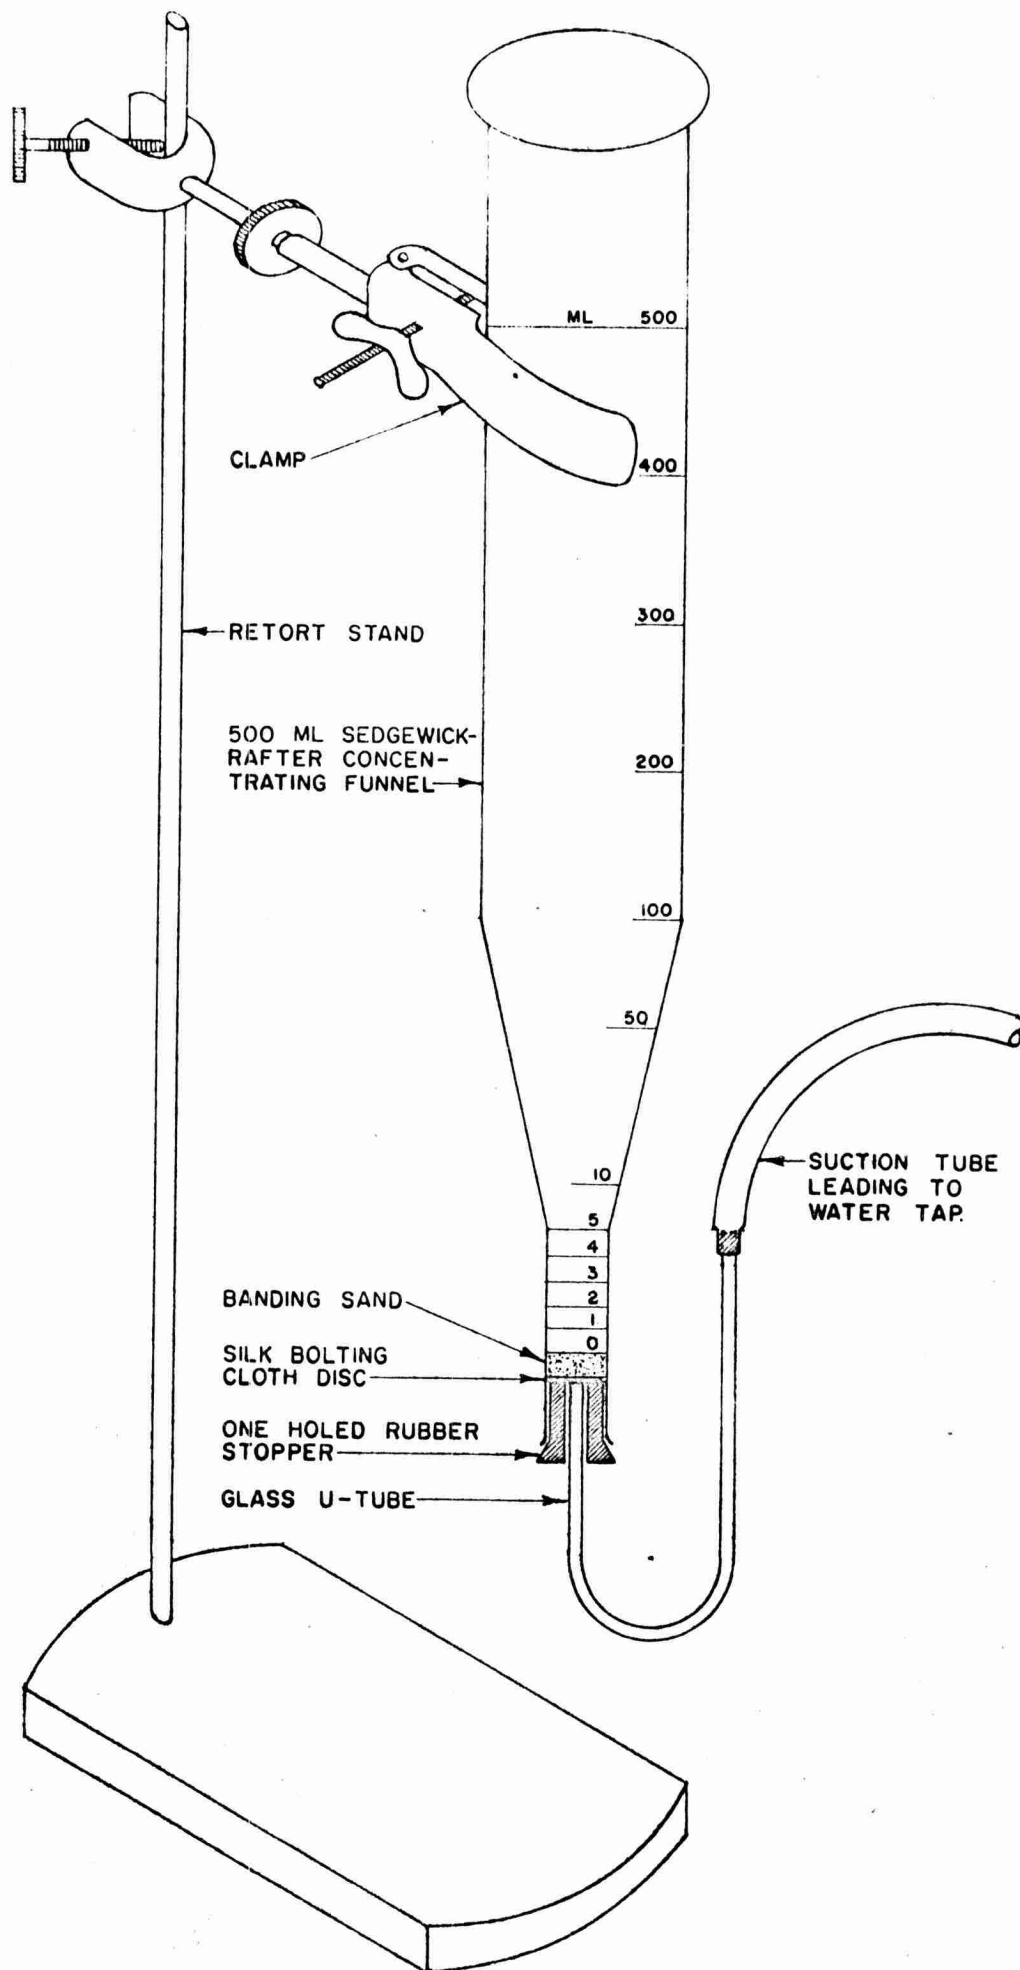 ML 500
CLAMP
400
300
RETORT STAND
500 ML SEDGEWICK-
RAFTER CONCEN-
TRATING FUNNEL
200
100
50
10
SUCTION TUBE
LEADING TO
WATER TAP.
5
4
3
2
1
0
BANDING SAND
SILK BOLTING
CLOTH DISC
ONE HOLED RUBBER
STOPPER
GLASS U-TUBE